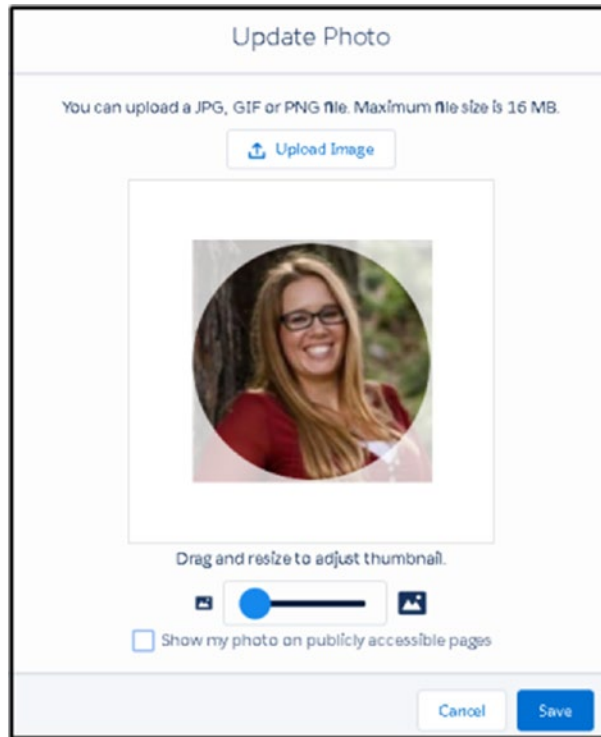 Update Photo
You can upload a JPG, GIF or PNG file. Maximum file size is 16 MB.
Upload Image
Drag and resize to adjust thumbnail.
Show my photo on publicly accessible pages
Cancel Save